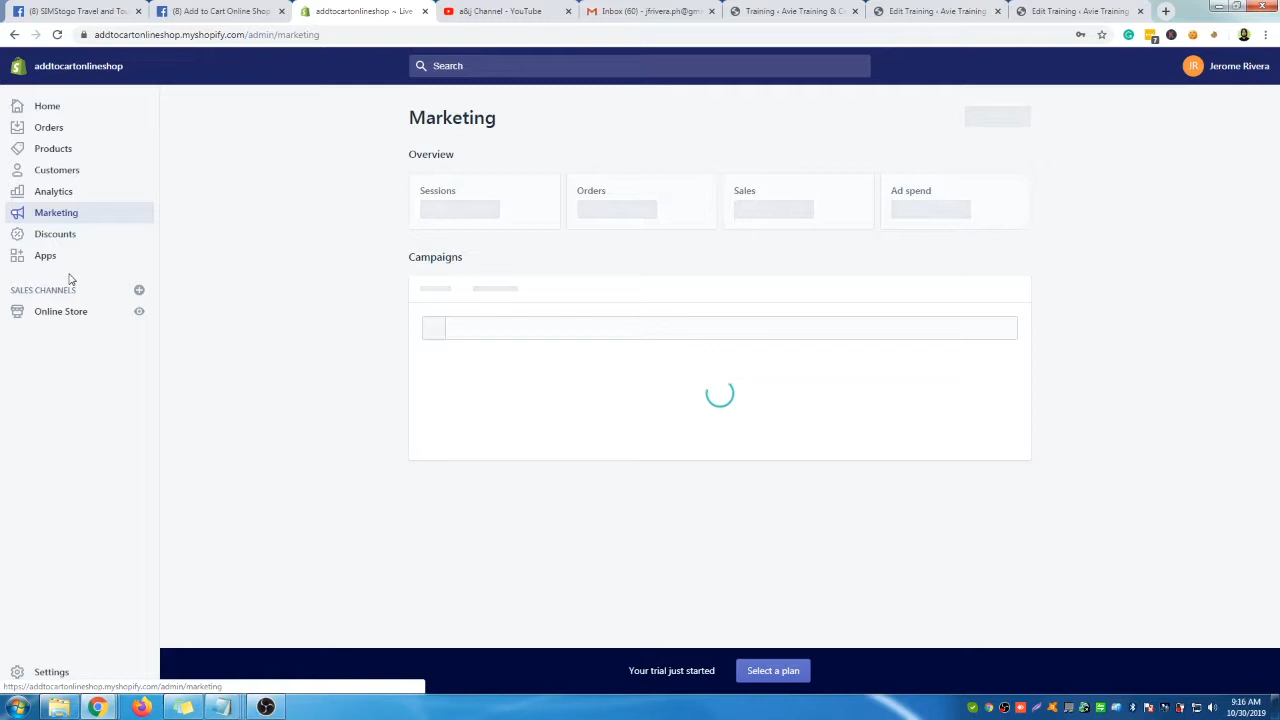 (8) SIMStogo Travel and Tou
(8) Add to Cart Online Shop
addtocartonlineshop ~ Live
a&j Channel - YouTube
Inbox (60) - jfrivera.ph@gm
Training ‹ Avie Training & C
Edit Training ‹ Avie Training
Edit Training ‹ Avie Training
addtocartonlineshop.myshopify.com/admin/marketing
7
addtocartonlineshop
Search
JR
Jerome Rivera
Home
Orders
Products
Customers
Analytics
Marketing
Discounts
Apps
SALES CHANNELS
Online Store
Settings
Marketing
Overview
Sessions
Orders
Sales
Ad spend
Campaigns
Your trial just started
Select a plan
https://addtocartonlineshop.myshopify.com/admin/marketing
9:16 AM
10/30/2019